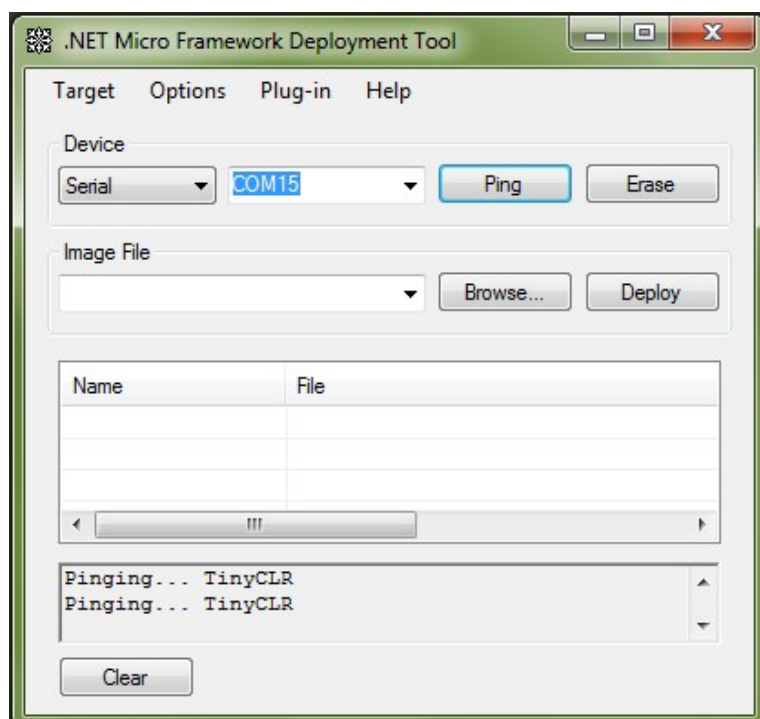 .NET Micro Framework Deployment Tool
Target Options Plug-in Help
Device
Serial COM15 Ping Erase
Image File
Browse... Deploy
Name File
Pinging... TinyCLR
Pinging... TinyCLR
Clear